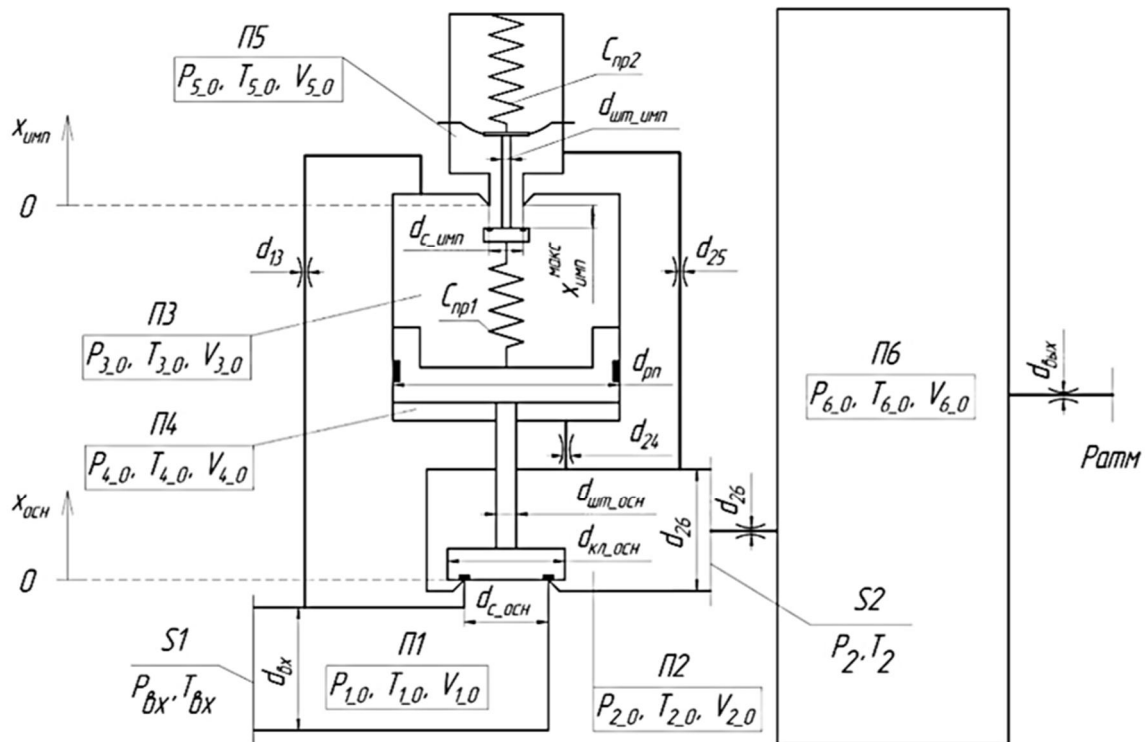 П5
P5_0, T5_0, V5_0
Cпр2
dшт_имп
xимп
0
dс_имп
xимп макс
d13
d25
Cпр1
П3
P3_0, T3_0, V3_0
dрп
П4
P4_0, T4_0, V4_0
d24
П6
P6_0, T6_0, V6_0
dвых
Pатм
xосн
0
dшт_осн
dкл_осн
d26
d26
dс_осн
S1
Pвх, Tвх
dвх
П1
P1_0, T1_0, V1_0
П2
P2_0, T2_0, V2_0
S2
P2, T2